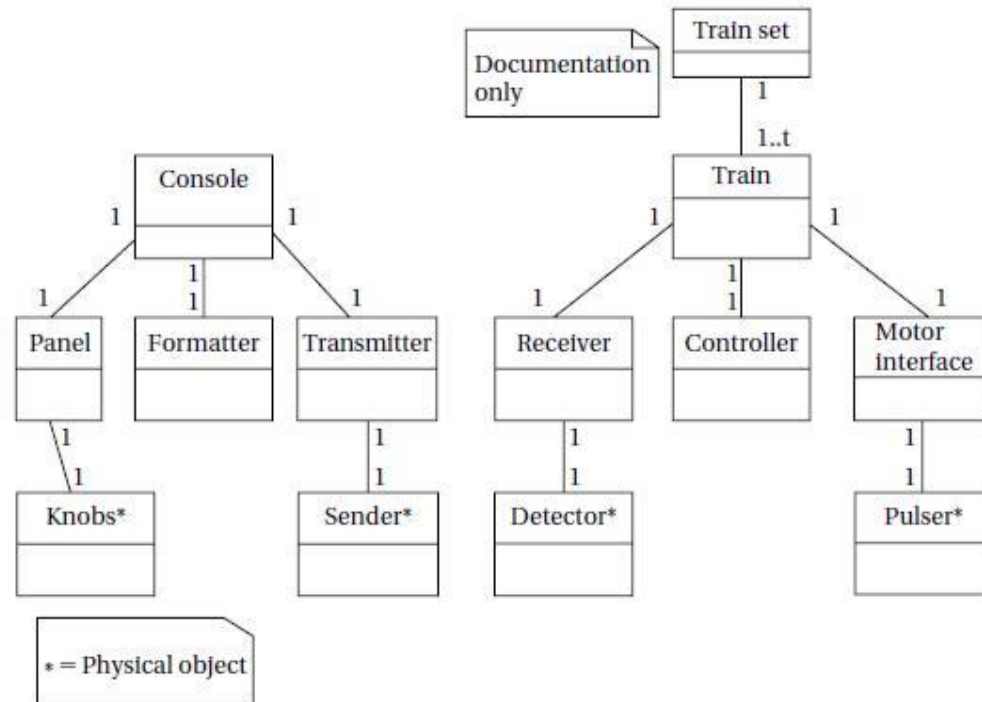 Train set
Documentation
only
1
1..t
Console
Train
1
1
1
1
1
1
1
1
1
1
1
1
1
1
Panel
Formatter
Transmitter
Receiver
Controller
Motor
interface
1
1
1
1
1
1
1
1
Knobs*
Sender*
Detector*
Pulser*
* = Physical object